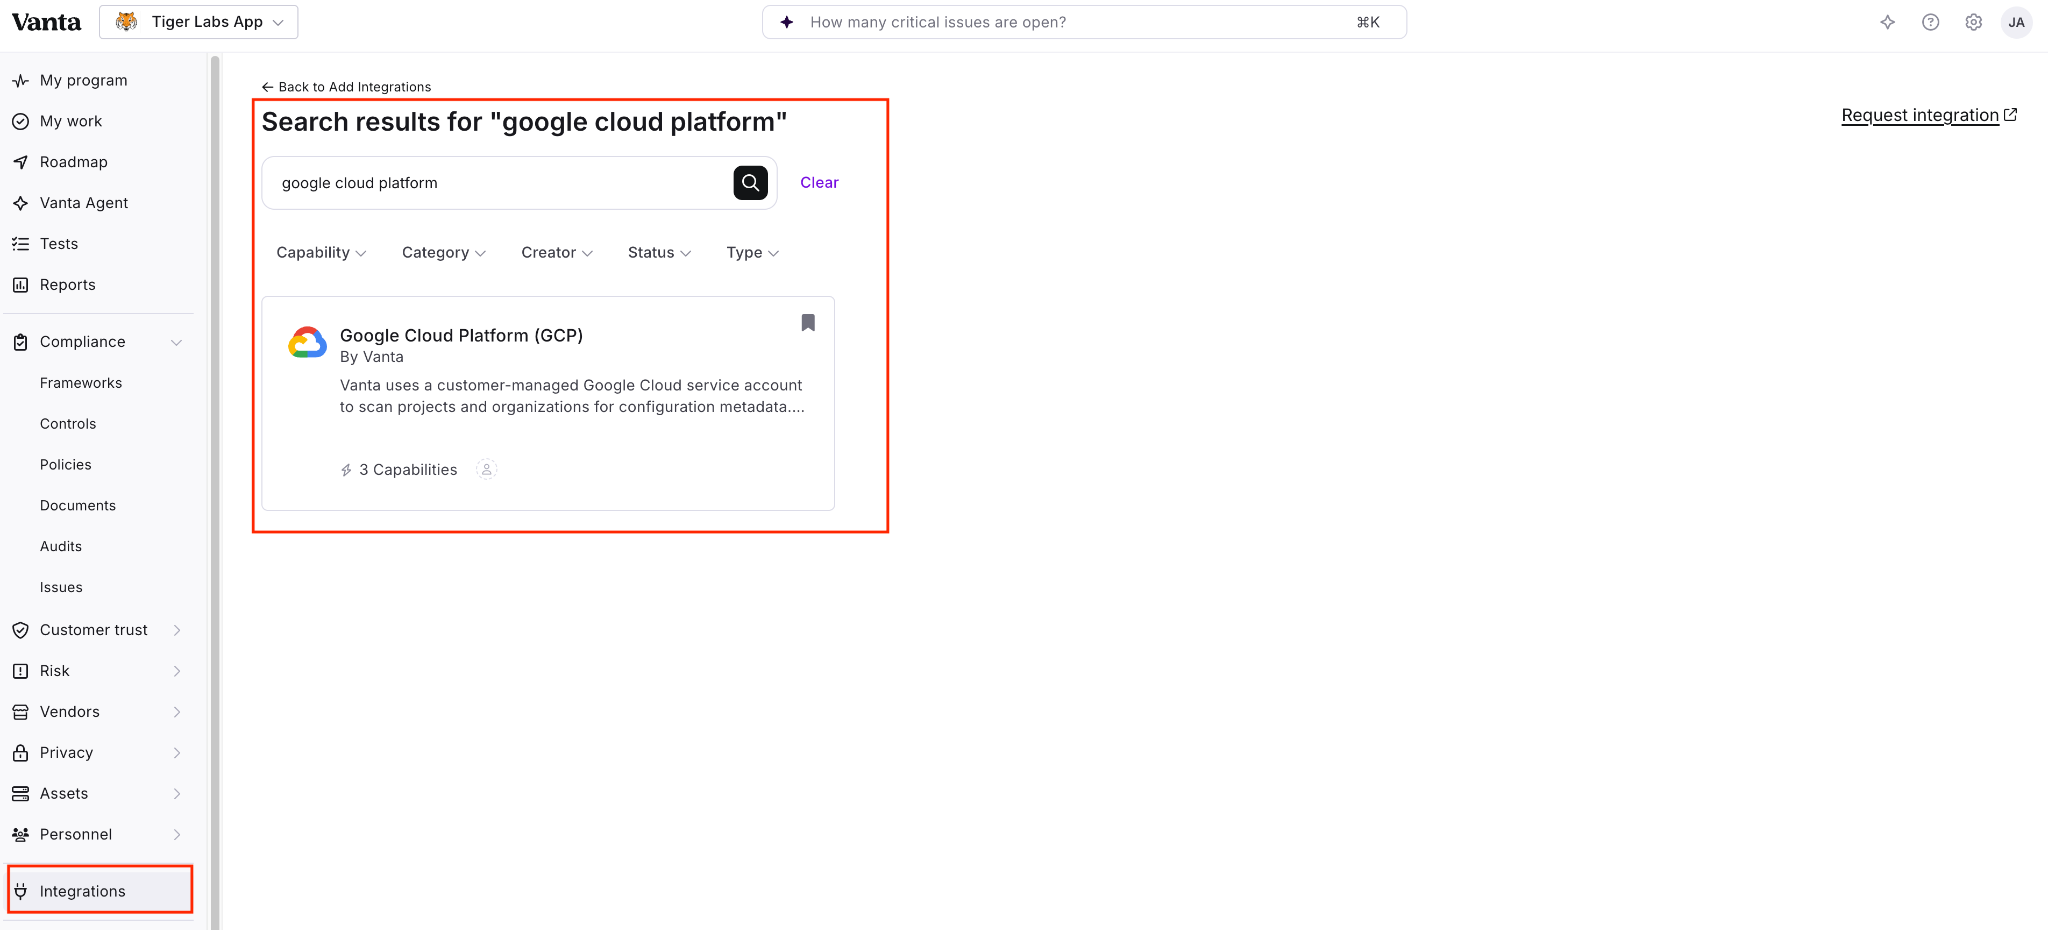 Vanta
Tiger Labs App
How many critical issues are open?
⌘K
JA
My program
My work
Roadmap
Vanta Agent
Tests
Reports
Compliance
Frameworks
Controls
Policies
Documents
Audits
Issues
Customer trust
Risk
Vendors
Privacy
Assets
Personnel
Integrations
← Back to Add Integrations
Search results for "google cloud platform"
Request integration
google cloud platform
Clear
Capability
Category
Creator
Status
Type
Google Cloud Platform (GCP)
By Vanta
Vanta uses a customer-managed Google Cloud service account
to scan projects and organizations for configuration metadata....
3 Capabilities